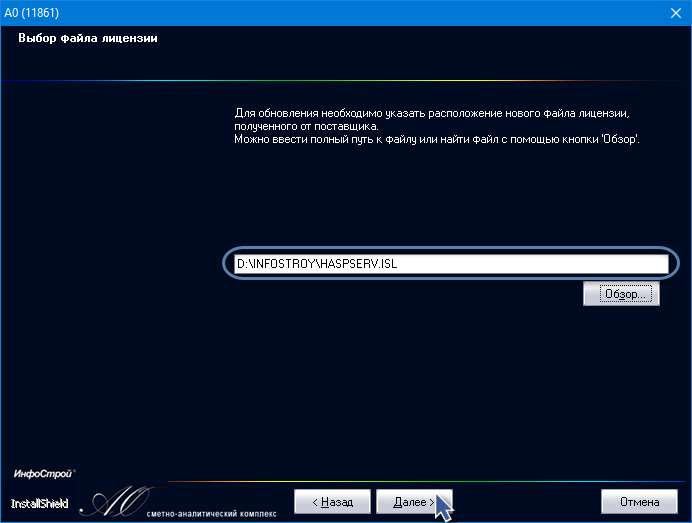 A0 (11861)
Выбор файла лицензии
Для обновления необходимо указать расположение нового файла лицензии,
полученного от поставщика.
Можно ввести полный путь к файлу или найти файл с помощью кнопки 'Обзор'.
D:\INFOSTROY\HASPSERV.ISL
Обзор...
ИнфоСтрой
InstallShield
А0
сметно-аналитический комплекс
< Назад
Далее >
Отмена